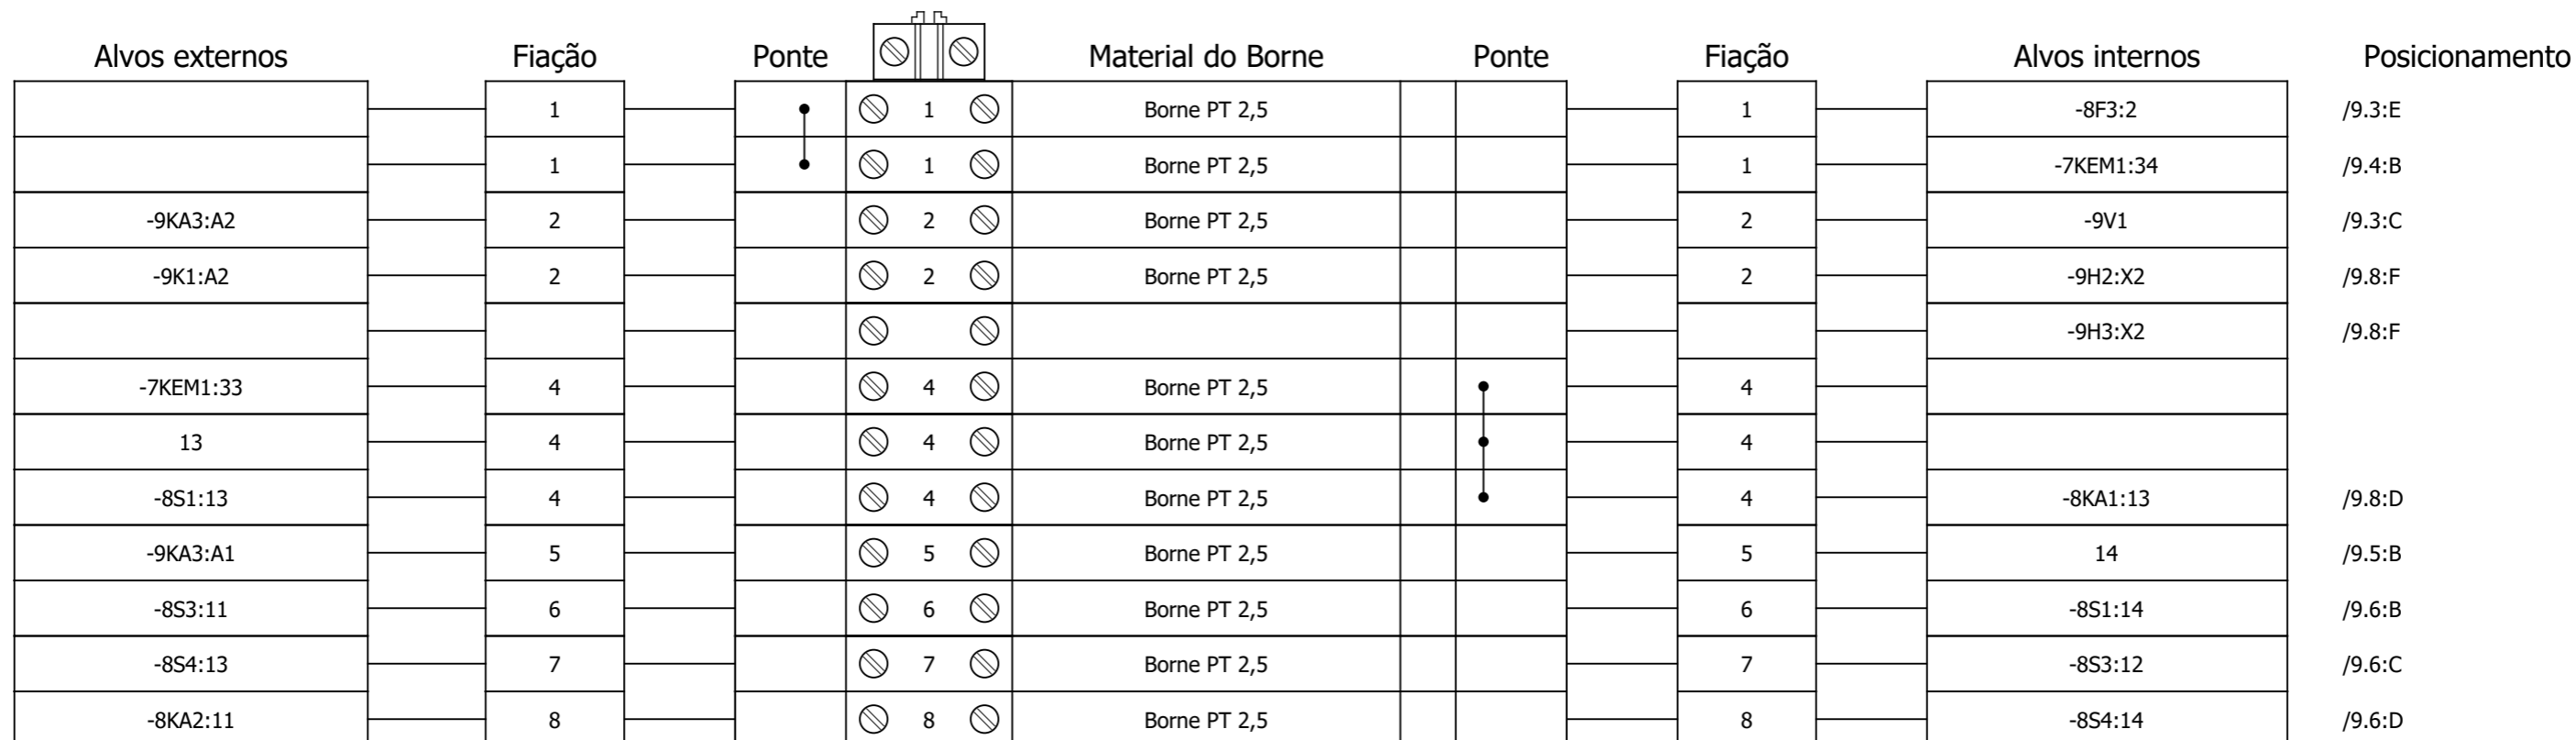 Alvos externos Fiação Ponte Material do Borne Ponte Fiação Alvos internos Posicionamento
1 1 Borne PT 2,5 1 -8F3:2 /9.3:E
1 1 Borne PT 2,5 1 -7KEM1:34 /9.4:B
-9KA3:A2 2 2 Borne PT 2,5 2 -9V1 /9.3:C
-9K1:A2 2 2 Borne PT 2,5 2 -9H2:X2 /9.8:F
-9H3:X2 /9.8:F
-7KEM1:33 4 4 Borne PT 2,5 4
13 4 4 Borne PT 2,5 4
-8S1:13 4 4 Borne PT 2,5 4 -8KA1:13 /9.8:D
-9KA3:A1 5 5 Borne PT 2,5 5 14 /9.5:B
-8S3:11 6 6 Borne PT 2,5 6 -8S1:14 /9.6:B
-8S4:13 7 7 Borne PT 2,5 7 -8S3:12 /9.6:C
-8KA2:11 8 8 Borne PT 2,5 8 -8S4:14 /9.6:D